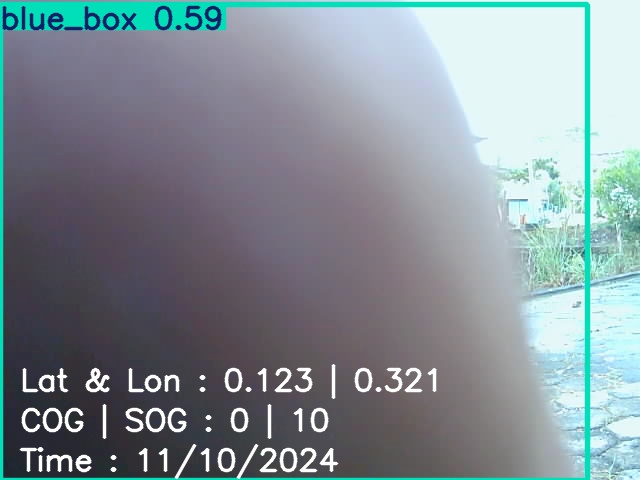 blue_box 0.59
Lat & Lon : 0.123 | 0.321
COG | SOG : 0 | 10
Time : 11/10/2024